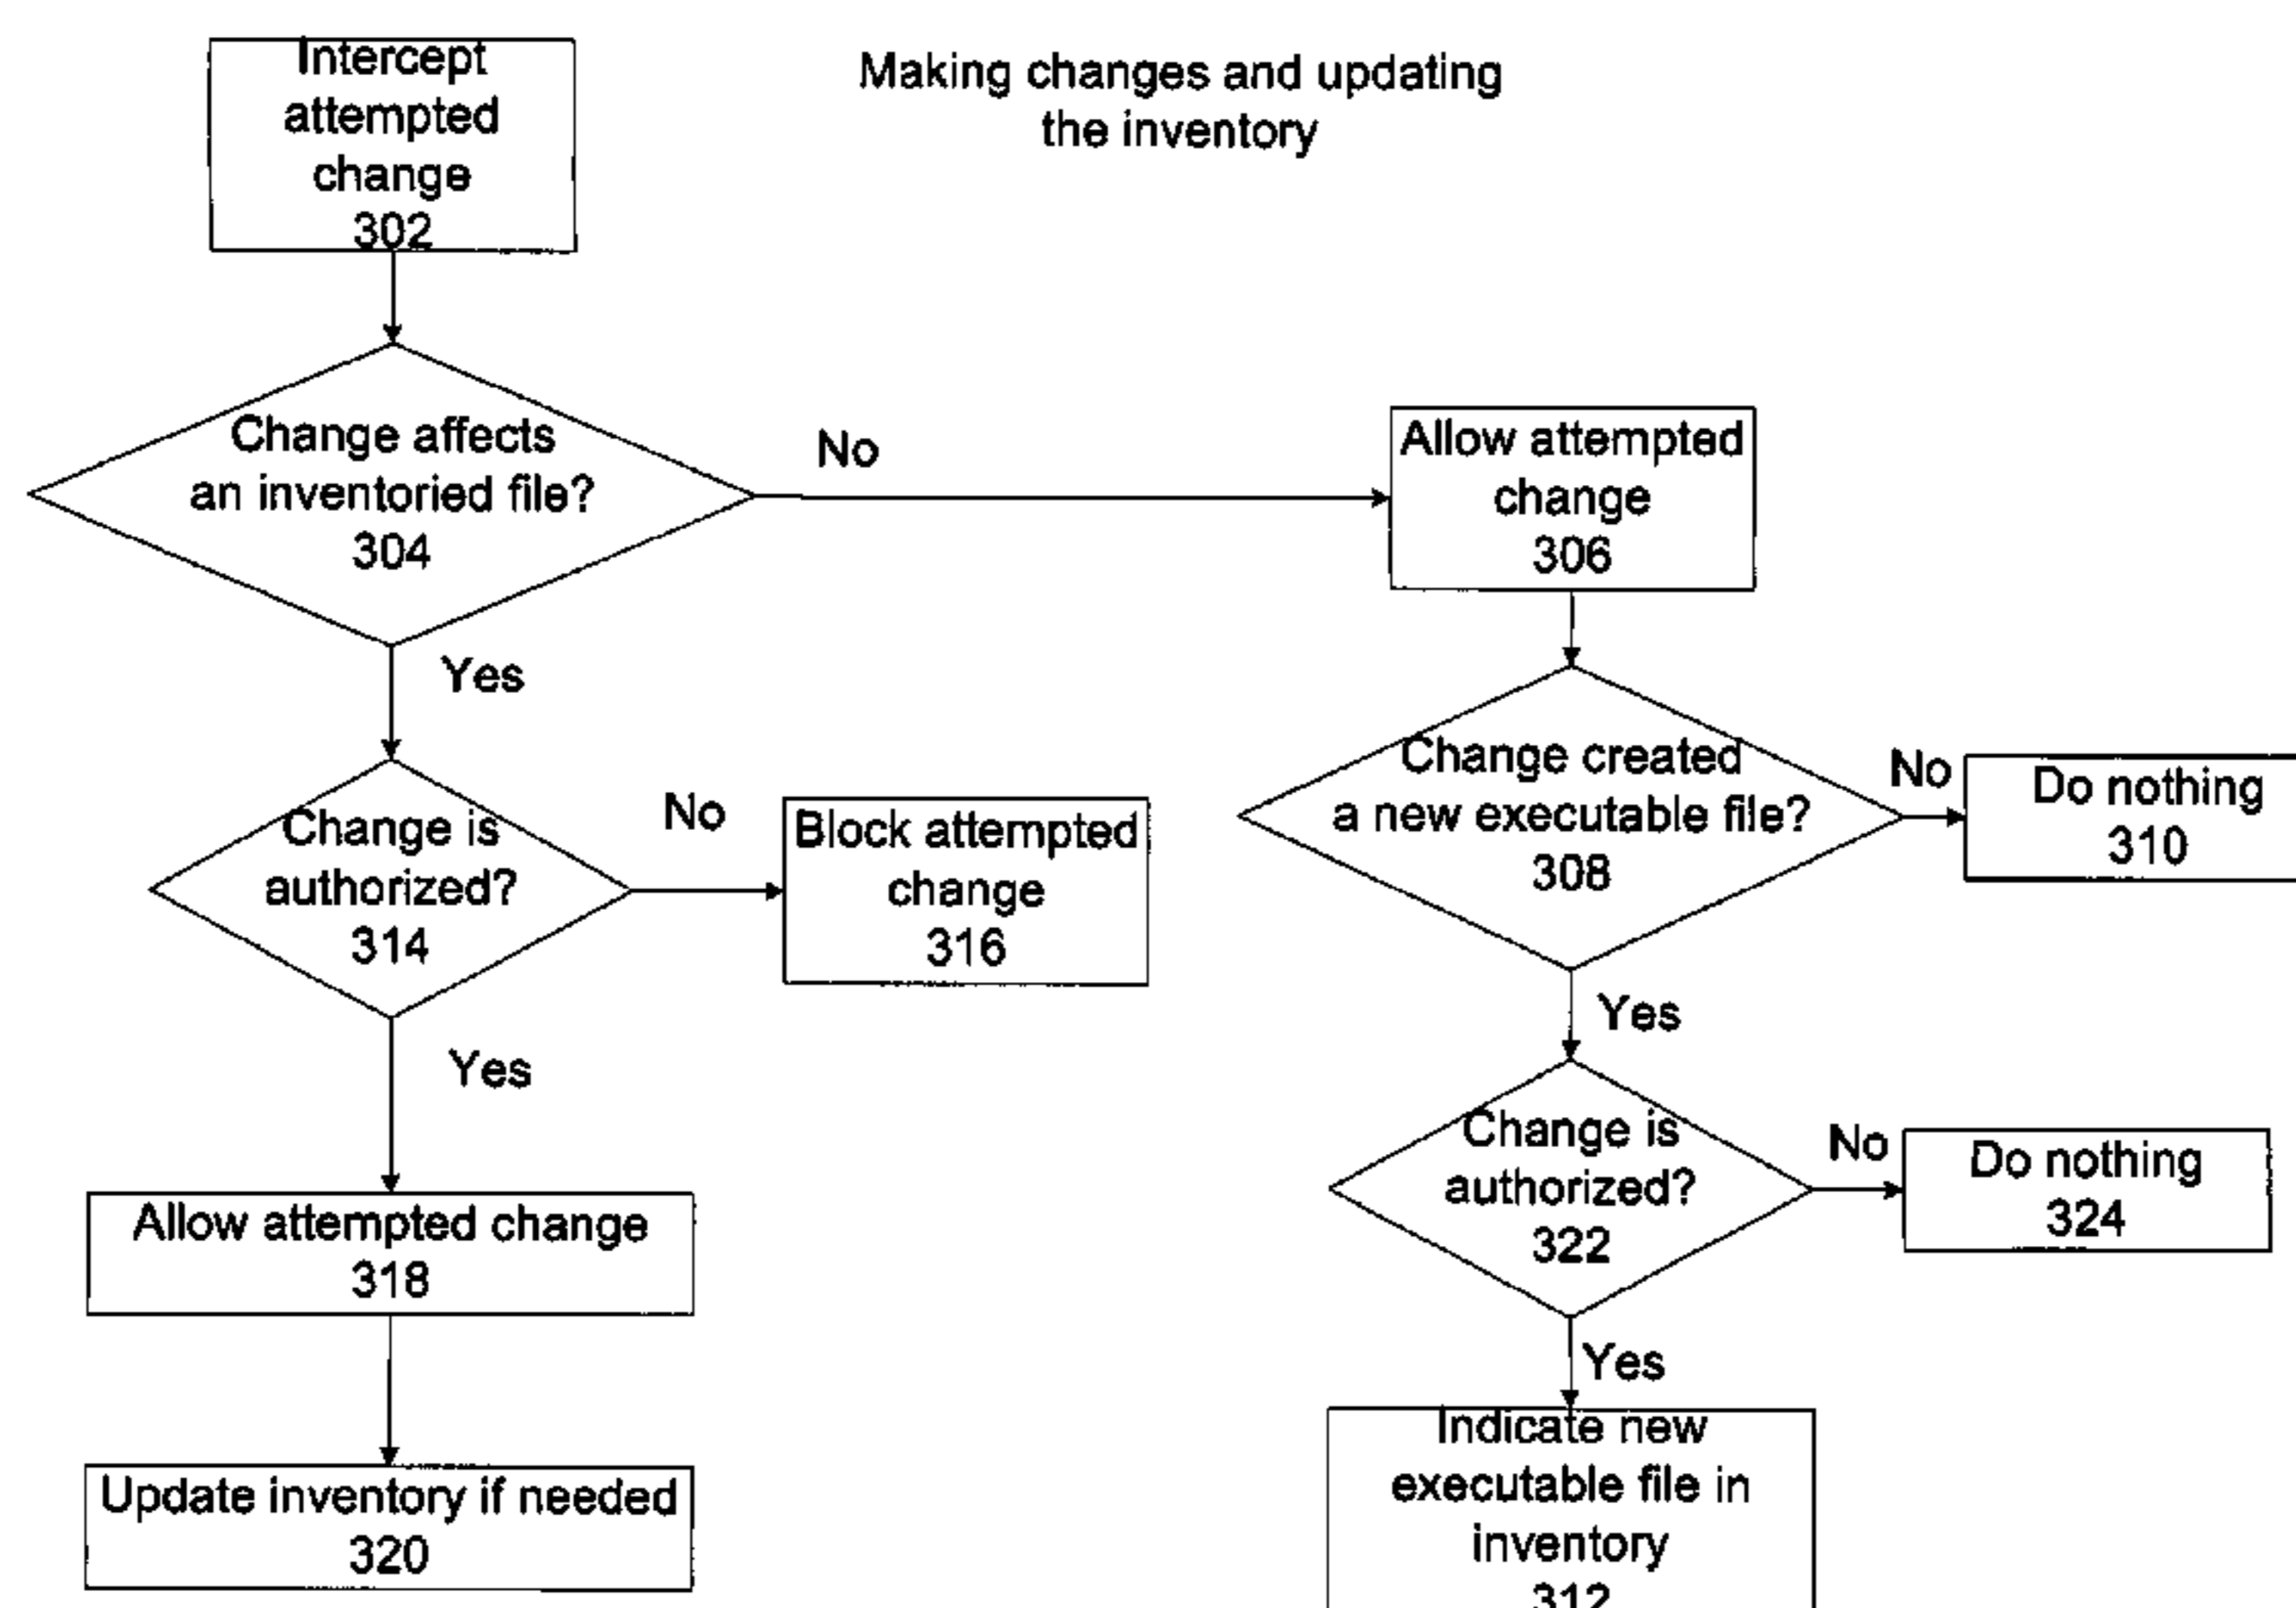 Intercept
attempted
change
302
Making changes and updating
the inventory
Change affects
an inventoried file?
304
No
Allow attempted
change
306
Yes
Change created
a new executable file?
308
No
Do nothing
310
Change is
authorized?
314
No
Block attempted
change
316
Yes
Yes
Change is
authorized?
322
No
Do nothing
324
Allow attempted change
318
Yes
Indicate new
executable file in
inventory
312
Update inventory if needed
320